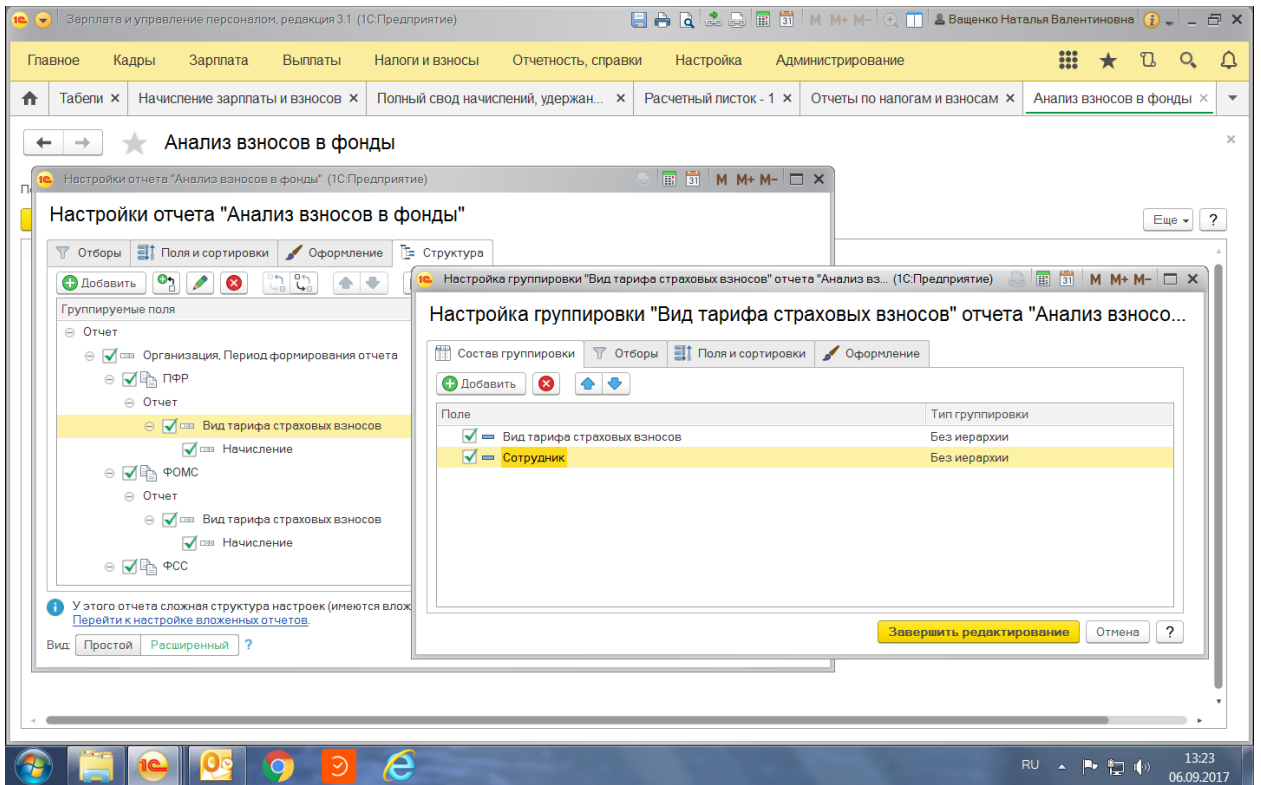 Зарплата и управление персоналом, редакция 3.1 (1С:Предприятие) 31 M M+ M- Ващенко Наталья Валентиновна
Главное Кадры Зарплата Выплаты Налоги и взносы Отчетность, справки Настройка Администрирование
Табели × Начисление зарплаты и взносов × Полный свод начислений, удержан... × Расчетный листок - 1 × Отчеты по налогам и взносам × Анализ взносов в фонды ×
Анализ взносов в фонды
Настройки отчета "Анализ взносов в фонды" (1С:Предприятие) 31 M M+ M-
Настройки отчета "Анализ взносов в фонды"
Еще ?
Отборы Поля и сортировки Оформление Структура
Добавить
Группируемые поля
Отчет
Организация, Период формирования отчета
ПФР
Отчет
Вид тарифа страховых взносов
Начисление
ФОМС
Отчет
Вид тарифа страховых взносов
Начисление
ФСС
У этого отчета сложная структура настроек (имеются влож
Перейти к настройке вложенных отчетов.
Вид: Простой Расширенный ?
Настройка группировки "Вид тарифа страховых взносов" отчета "Анализ вз... (1С:Предприятие) 31 M M+ M-
Настройка группировки "Вид тарифа страховых взносов" отчета "Анализ взносо...
Состав группировки Отборы Поля и сортировки Оформление
Добавить
Поле Тип группировки
Вид тарифа страховых взносов Без иерархии
Сотрудник Без иерархии
Завершить редактирование Отмена ?
RU 13:23
06.09.2017